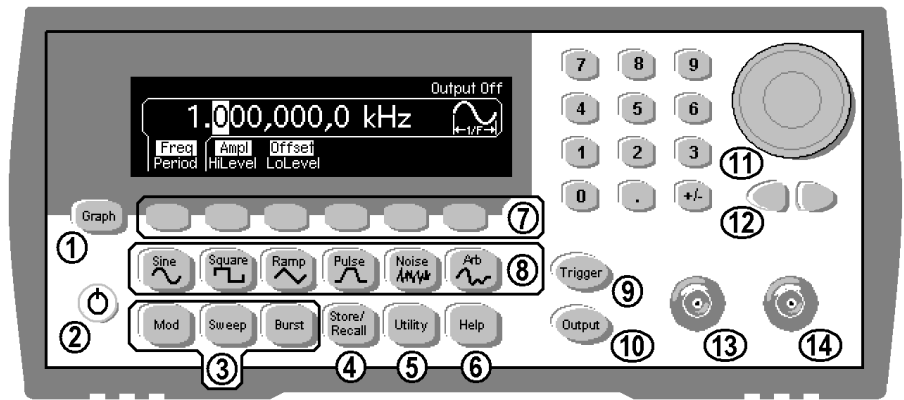 Output Off
1.000,000,0 kHz
←1/F→
Freq Ampl Offset
Period HiLevel LoLevel
7 8 9
4 5 6
1 2 3
0 . +/-
11
12
Graph
1
7
Sine Square Ramp Pulse Noise Arb
8
Trigger
9
2
Mod Sweep Burst Store/
Recall Utility Help
Output
10
3 4 5 6
13 14